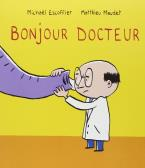 Michaël Escoffier   Matthieu Maudet
BONJOUR DOCTEUR